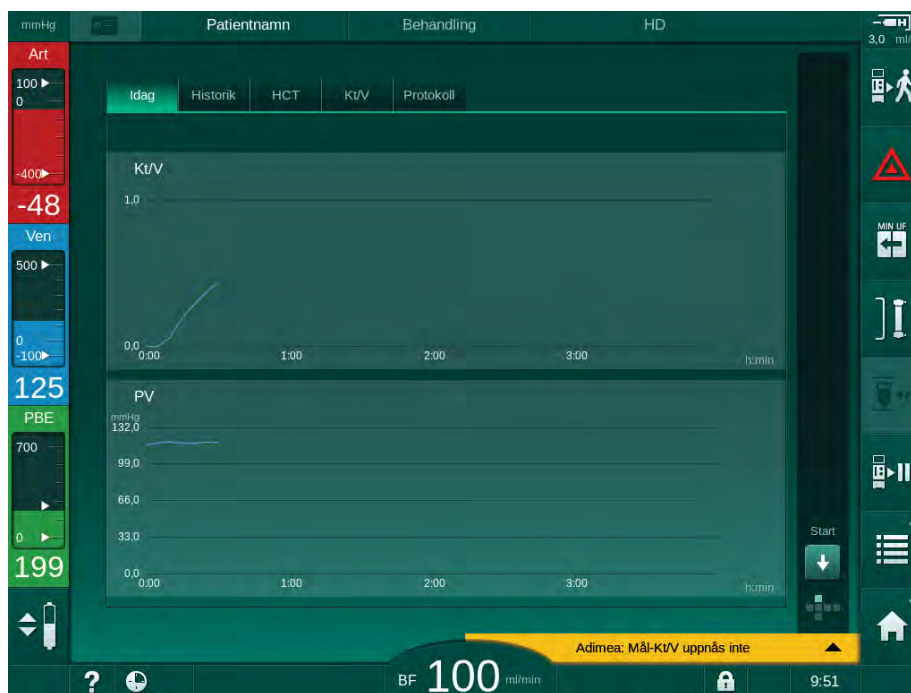 mmHg
Patientnamn
Behandling
HD
3,0 ml/
Art
100
0
-400
-48
Ven
500
0
-100
125
PBE
700
0
199
Idag
Historik
HCT
Kt/V
Protokoll
Kt/V
1,0
0,0
0:00 1:00 2:00 3:00 h:min
PV
mmHg
132,0
99,0
66,0
33,0
0,0
0:00 1:00 2:00 3:00 h:min
MIN UF
Start
Adimea: Mål-Kt/V uppnås inte
? BF 100 ml/min 9:51